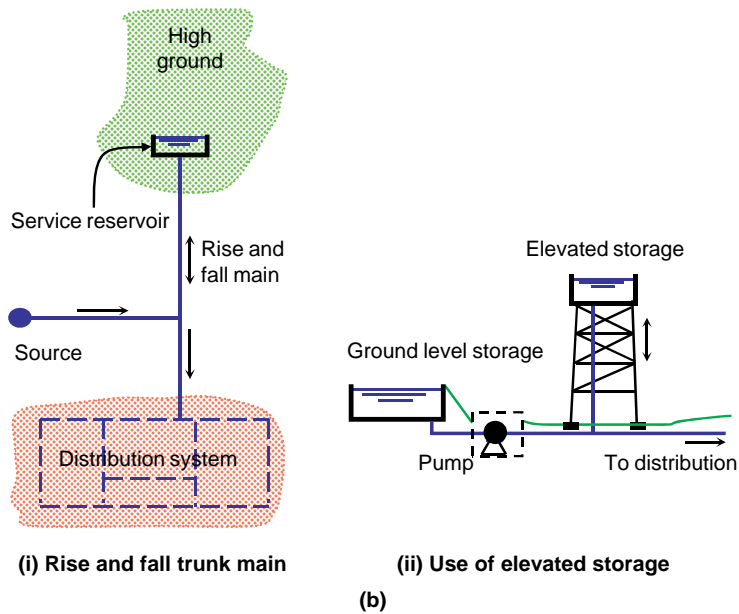 High
ground
Service reservoir
Rise and
fall main
Source
Distribution system
(i) Rise and fall trunk main
Elevated storage
Ground level storage
Pump
To distribution
(ii) Use of elevated storage
(b)